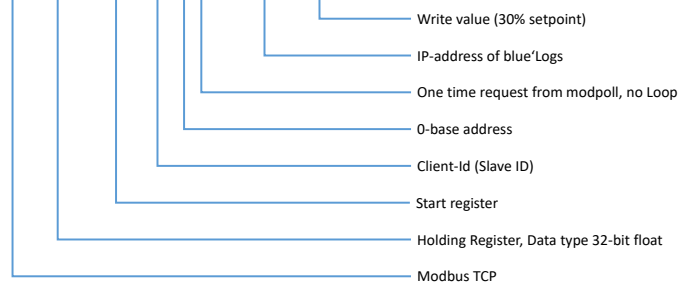 Write value (30% setpoint)
IP-address of blue‘Logs
One time request from modpoll, no Loop
0-base address
Client-Id (Slave ID)
Start register
Holding Register, Data type 32-bit float
Modbus TCP